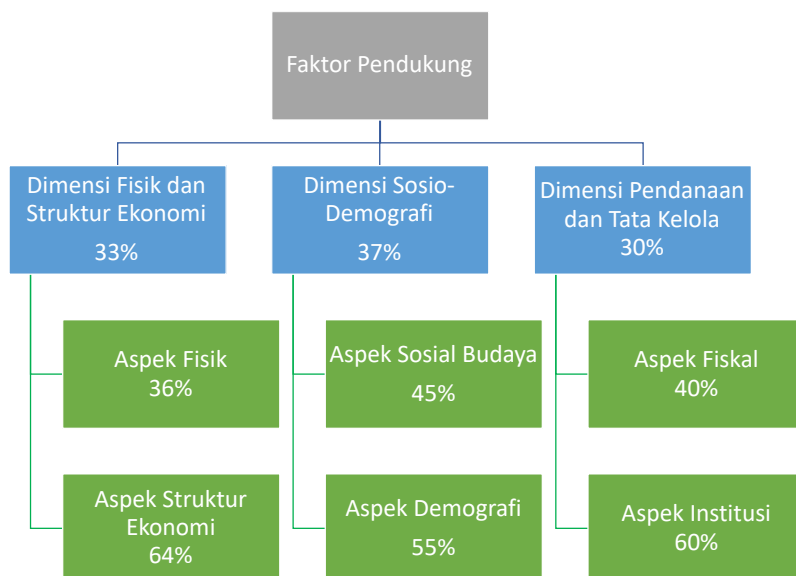 Faktor Pendukung
Dimensi Fisik dan
Struktur Ekonomi
33%
Dimensi Sosio-
Demografi
37%
Dimensi Pendanaan
dan Tata Kelola
30%
Aspek Fisik
36%
Aspek Sosial Budaya
45%
Aspek Fiskal
40%
Aspek Struktur
Ekonomi
64%
Aspek Demografi
55%
Aspek Institusi
60%